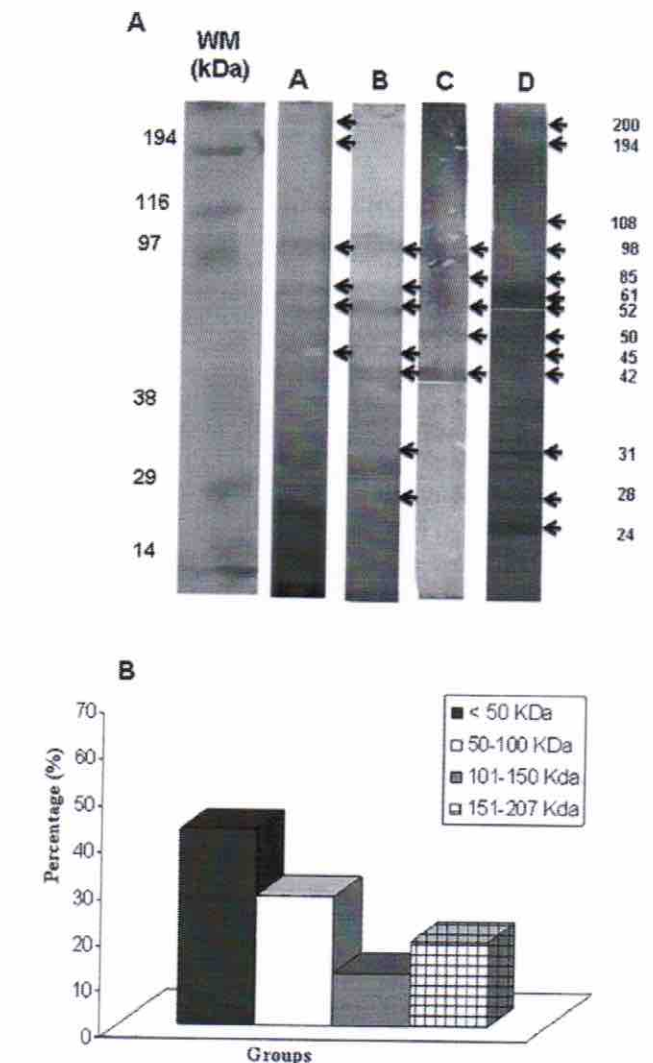 A
WM
(kDa)
A B C D
194
116
97
38
29
14
200
194
108
98
85
61
52
50
45
42
31
28
24
B
Percentage (%)
70
60
50
40
30
20
10
0
Groups
< 50 KDa
50-100 KDa
101-150 Kda
151-207 Kda